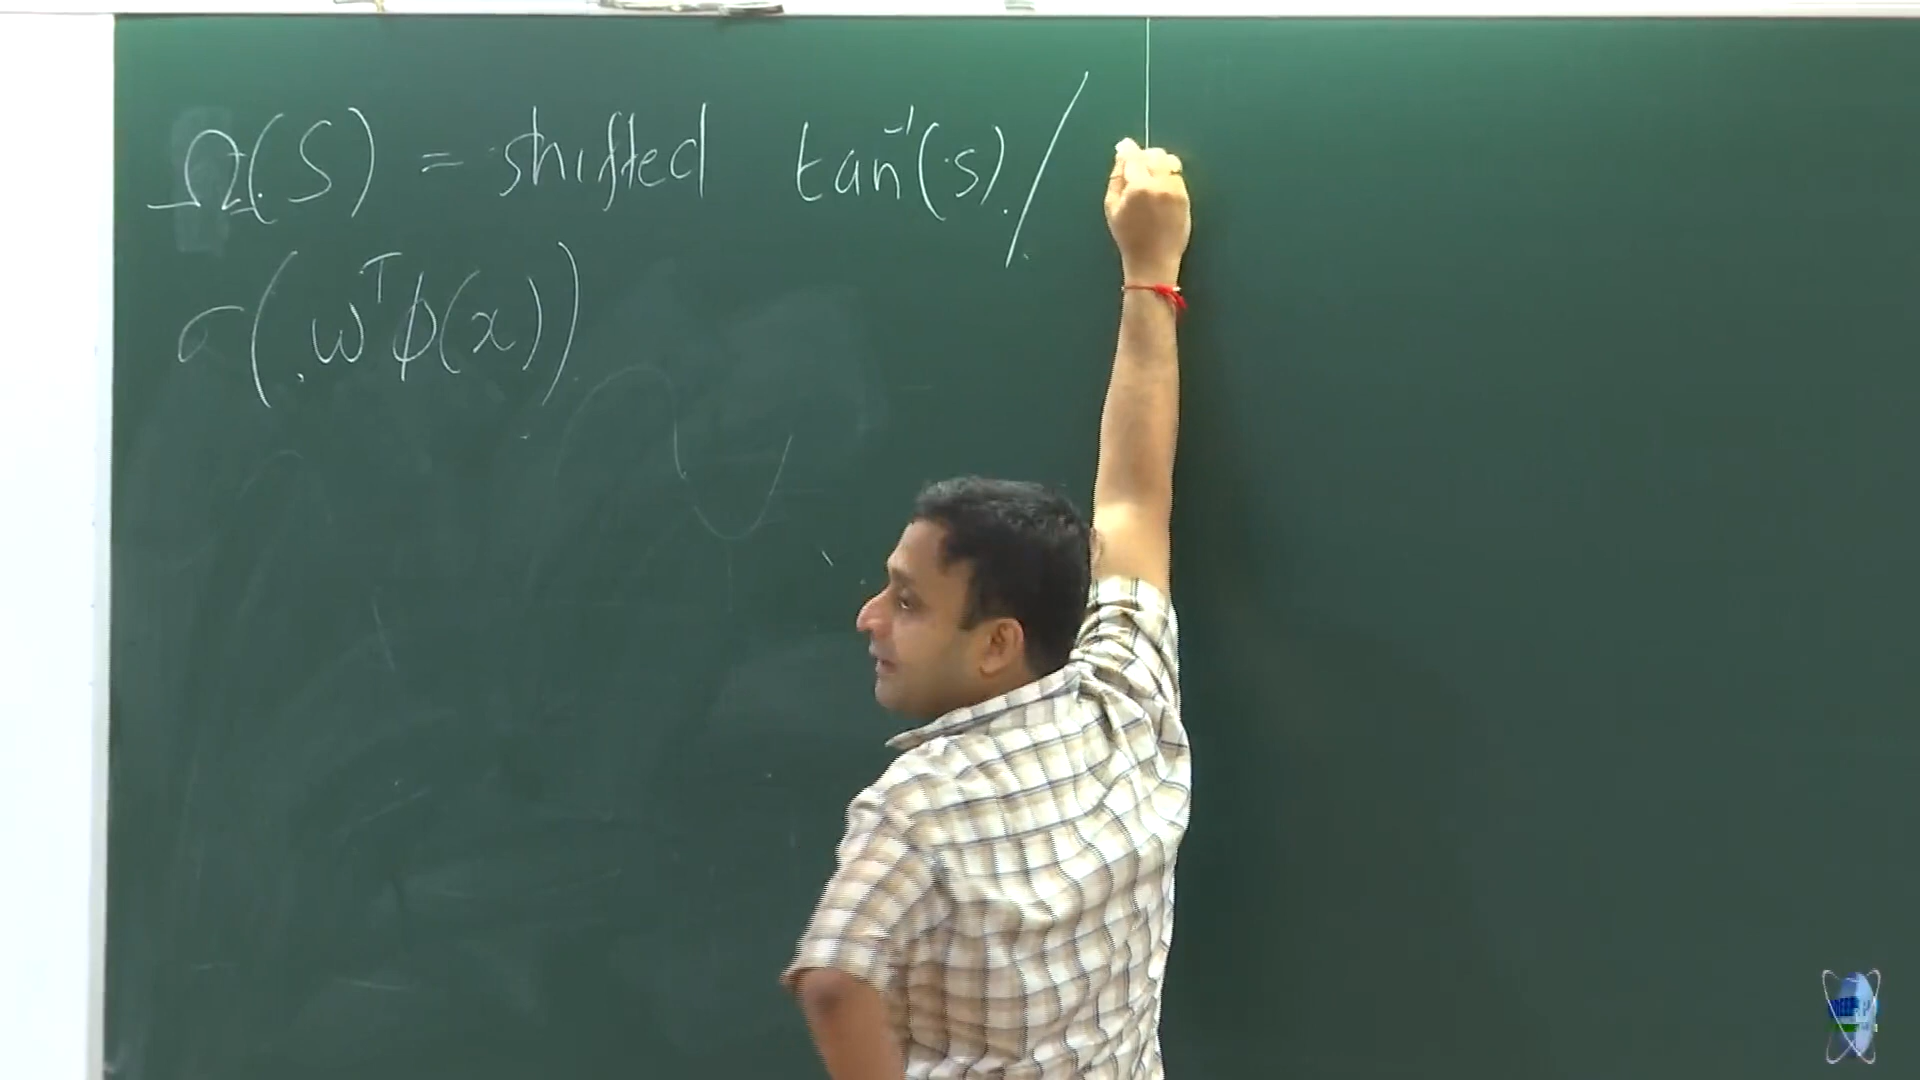 Ω(S) = shifted tan⁻¹(s) /
σ(wᵀφ(x))